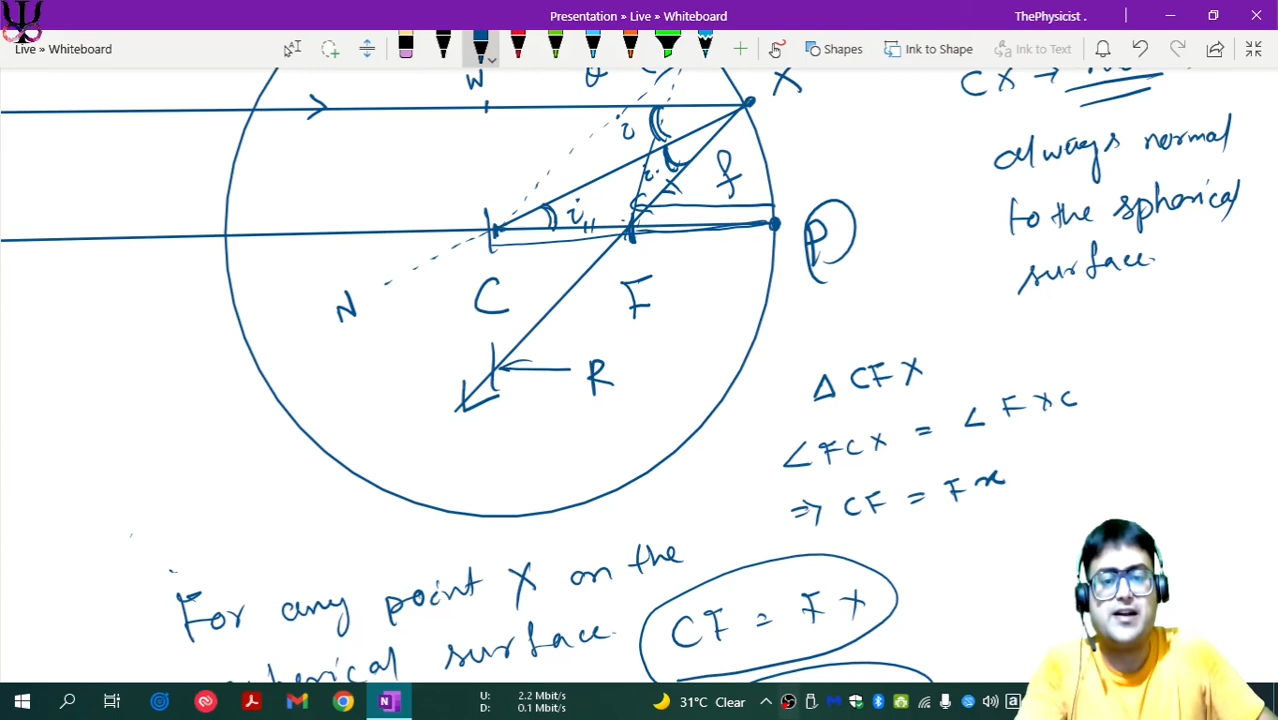 Presentation » Live » Whiteboard
ThePhysicist .
Live » Whiteboard
Shapes
Ink to Shape
Ink to Text
W
θ
X
CX →
i
always normal
f
i
to the spherical
i
P
surface.
N
C
F
R
Δ CFX
∠FCX = ∠FXC
⇒ CF = Fx
For any point X on the
CF = FX
spherical surface.
U: 2.2 Mbit/s
D: 0.1 Mbit/s
31°C Clear